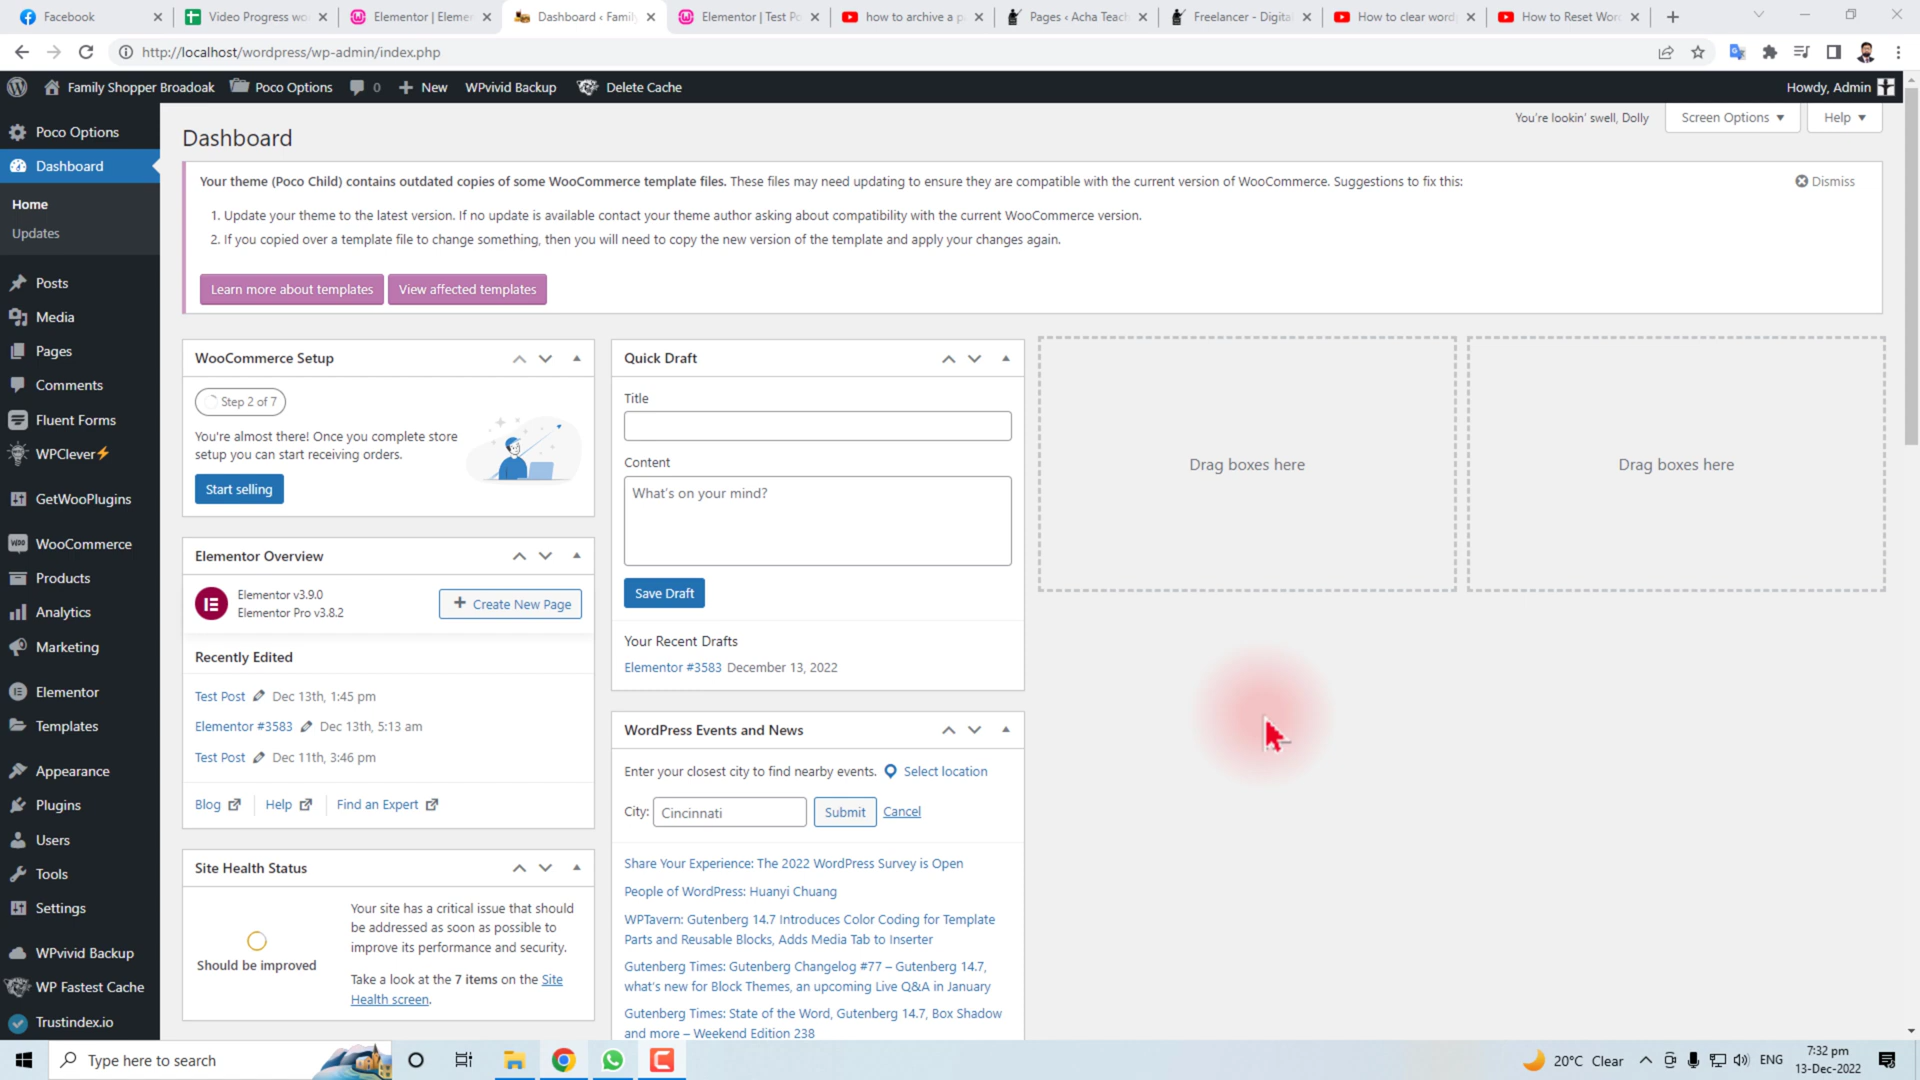 Facebook
Video Progress wo
Elementor | Eleme
Dashboard ‹ Famil
Elementor | Test Po
how to archive a p
Pages ‹ Acha Teach
Freelancer - Digita
How to clear word
How to Reset Wor
http://localhost/wordpress/wp-admin/index.php
Family Shopper Broadoak
Poco Options
0
New
WPvivid Backup
Delete Cache
Howdy, Admin
Poco Options
Dashboard
Home
Updates
Posts
Media
Pages
Comments
Fluent Forms
WPClever⚡
GetWooPlugins
WooCommerce
Products
Analytics
Marketing
Elementor
Templates
Appearance
Plugins
Users
Tools
Settings
WPvivid Backup
WP Fastest Cache
Trustindex.io
You're lookin' swell, Dolly
Screen Options ▼
Help ▼
Dashboard
Your theme (Poco Child) contains outdated copies of some WooCommerce template files. These files may need updating to ensure they are compatible with the current version of WooCommerce. Suggestions to fix this:
Dismiss
1. Update your theme to the latest version. If no update is available contact your theme author asking about compatibility with the current WooCommerce version.
2. If you copied over a template file to change something, then you will need to copy the new version of the template and apply your changes again.
Learn more about templates
View affected templates
WooCommerce Setup
Step 2 of 7
You're almost there! Once you complete store
setup you can start receiving orders.
Start selling
Elementor Overview
Elementor v3.9.0
Elementor Pro v3.8.2
Create New Page
Recently Edited
Test Post Dec 13th, 1:45 pm
Elementor #3583 Dec 13th, 5:13 am
Test Post Dec 11th, 3:46 pm
Blog
Help
Find an Expert
Site Health Status
Should be improved
Your site has a critical issue that should
be addressed as soon as possible to
improve its performance and security.
Take a look at the 7 items on the Site
Health screen.
Quick Draft
Title
Content
What's on your mind?
Save Draft
Your Recent Drafts
Elementor #3583 December 13, 2022
WordPress Events and News
Enter your closest city to find nearby events. Select location
City: Cincinnati Submit Cancel
Share Your Experience: The 2022 WordPress Survey is Open
People of WordPress: Huanyi Chuang
WPTavern: Gutenberg 14.7 Introduces Color Coding for Template
Parts and Reusable Blocks, Adds Media Tab to Inserter
Gutenberg Times: Gutenberg Changelog #77 – Gutenberg 14.7,
what's new for Block Themes, an upcoming Live Q&A in January
Gutenberg Times: State of the Word, Gutenberg 14.7, Box Shadow
and more – Weekend Edition 238
Drag boxes here
Drag boxes here
Type here to search
20°C Clear
ENG
7:32 pm
13-Dec-2022